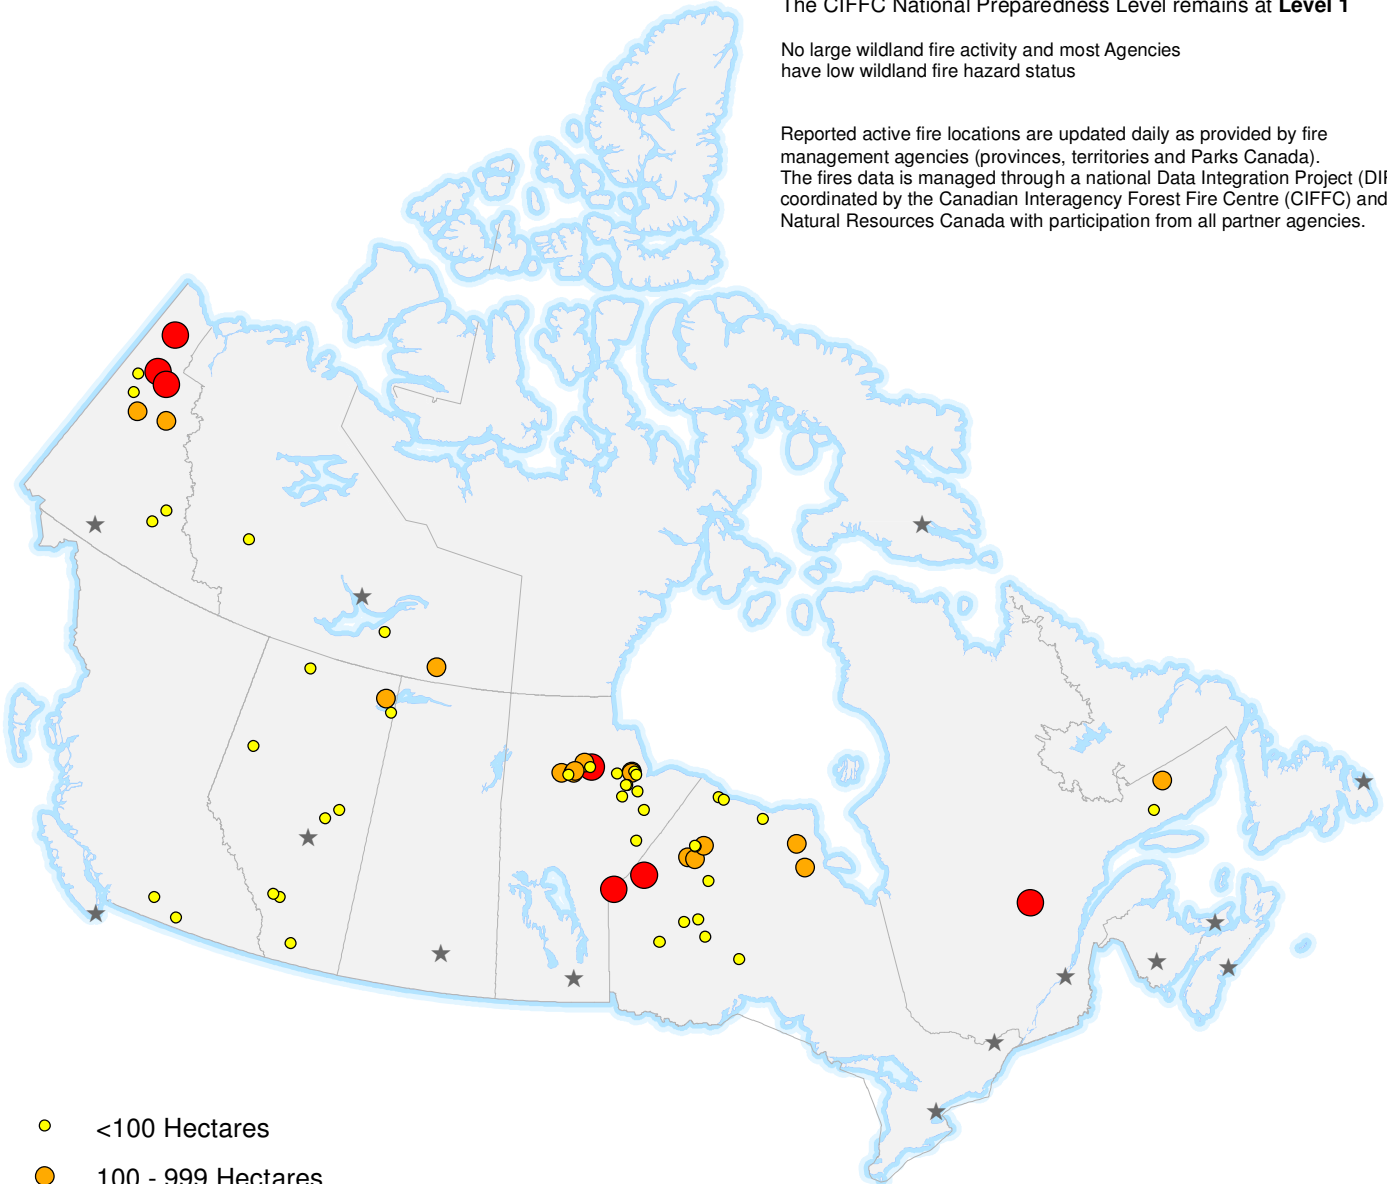 The CIFFC National Preparedness Level remains at Level 1
No large wildland fire activity and most Agencies
have low wildland fire hazard status
Reported active fire locations are updated daily as provided by fire
management agencies (provinces, territories and Parks Canada).
The fires data is managed through a national Data Integration Project (DIP
coordinated by the Canadian Interagency Forest Fire Centre (CIFFC) and
Natural Resources Canada with participation from all partner agencies.
<100 Hectares
100 - 999 Hectares